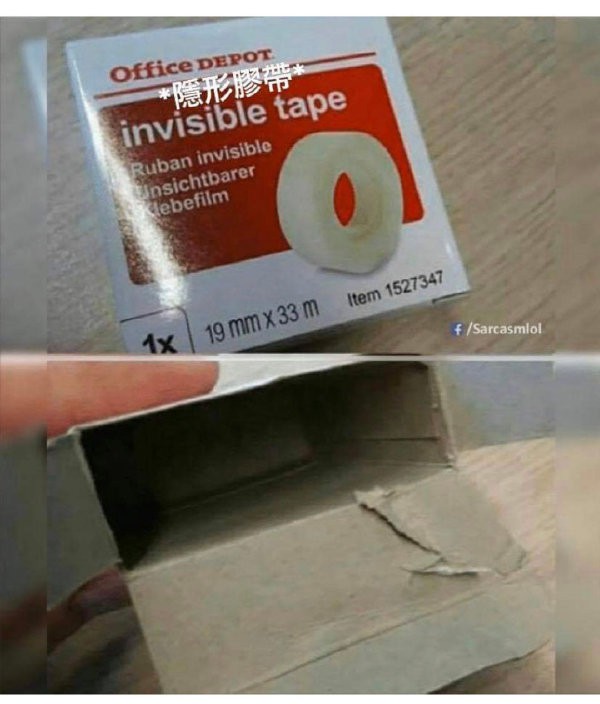 Office DEPOT
*隱形膠帶*
invisible tape
Ruban invisible
Unsichtbarer
Klebefilm
1x
19 mm x 33 m
Item 1527347
f /Sarcasmlol